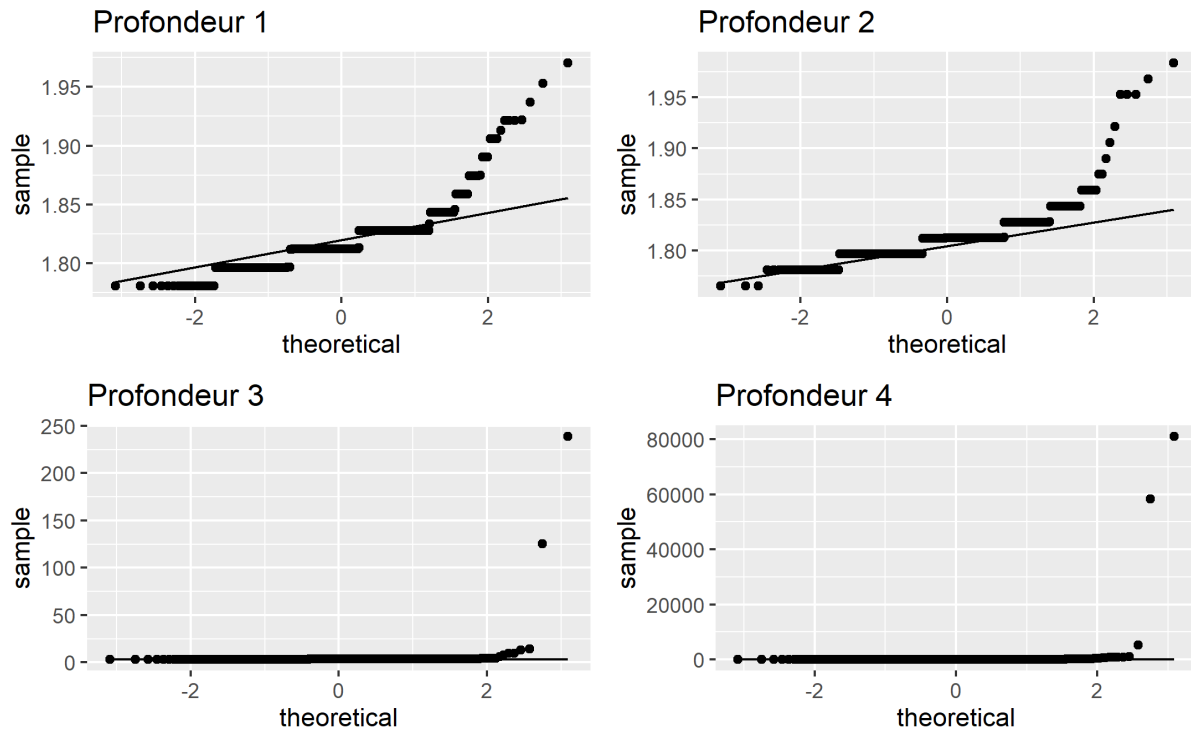 Profondeur 1
1.95
1.90
1.85
1.80
sample
-2
0
2
theoretical
Profondeur 2
1.95
1.90
1.85
1.80
sample
-2
0
2
theoretical
Profondeur 3
250
200
150
100
50
0
sample
-2
0
2
theoretical
Profondeur 4
80000
60000
40000
20000
0
sample
-2
0
2
theoretical